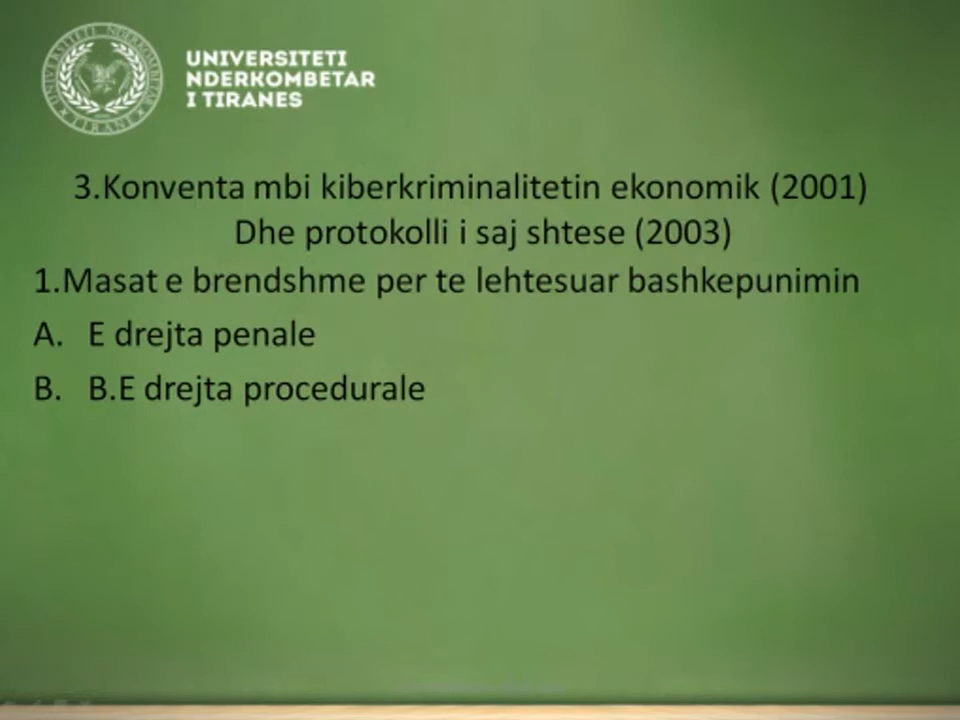 UNIVERSITETI
NDERKOMBETAR
I TIRANES
3.Konventa mbi kiberkriminalitetin ekonomik (2001)
Dhe protokolli i saj shtese (2003)
1.Masat e brendshme per te lehtesuar bashkepunimin
A. E drejta penale
B. B.E drejta procedurale